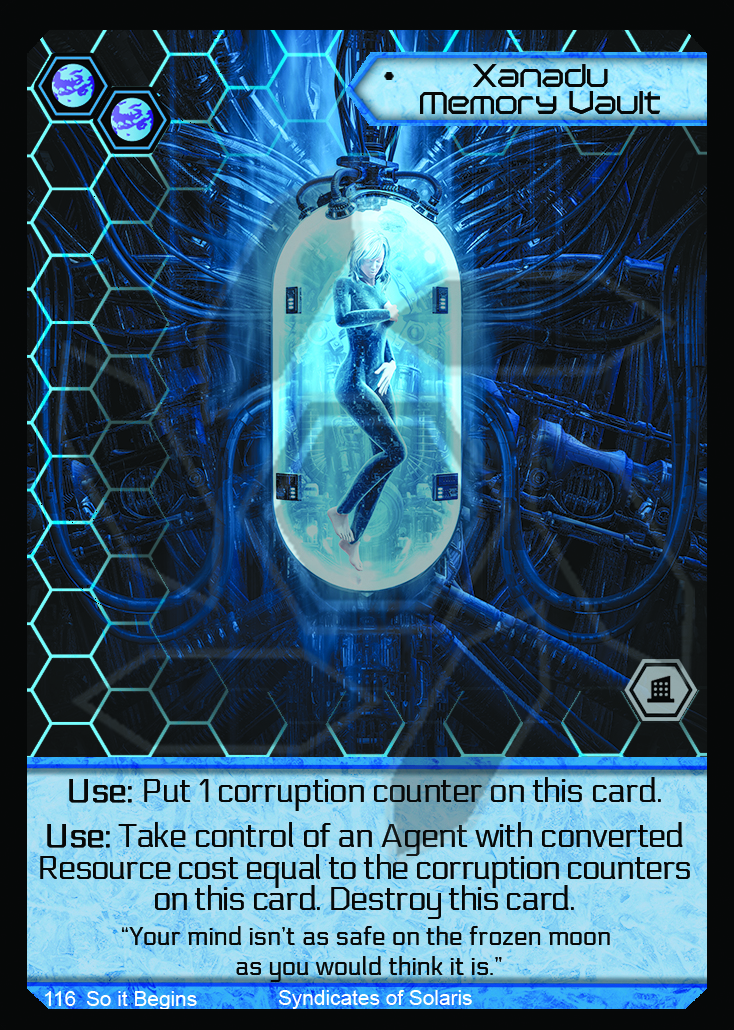 Xanadu
Memory Vault
Use: Put 1 corruption counter on this card.
Use: Take control of an Agent with converted
Resource cost equal to the corruption counters
on this card. Destroy this card.
“Your mind isn’t as safe on the frozen moon
as you would think it is.”
116 So it Begins
Syndicates of Solaris